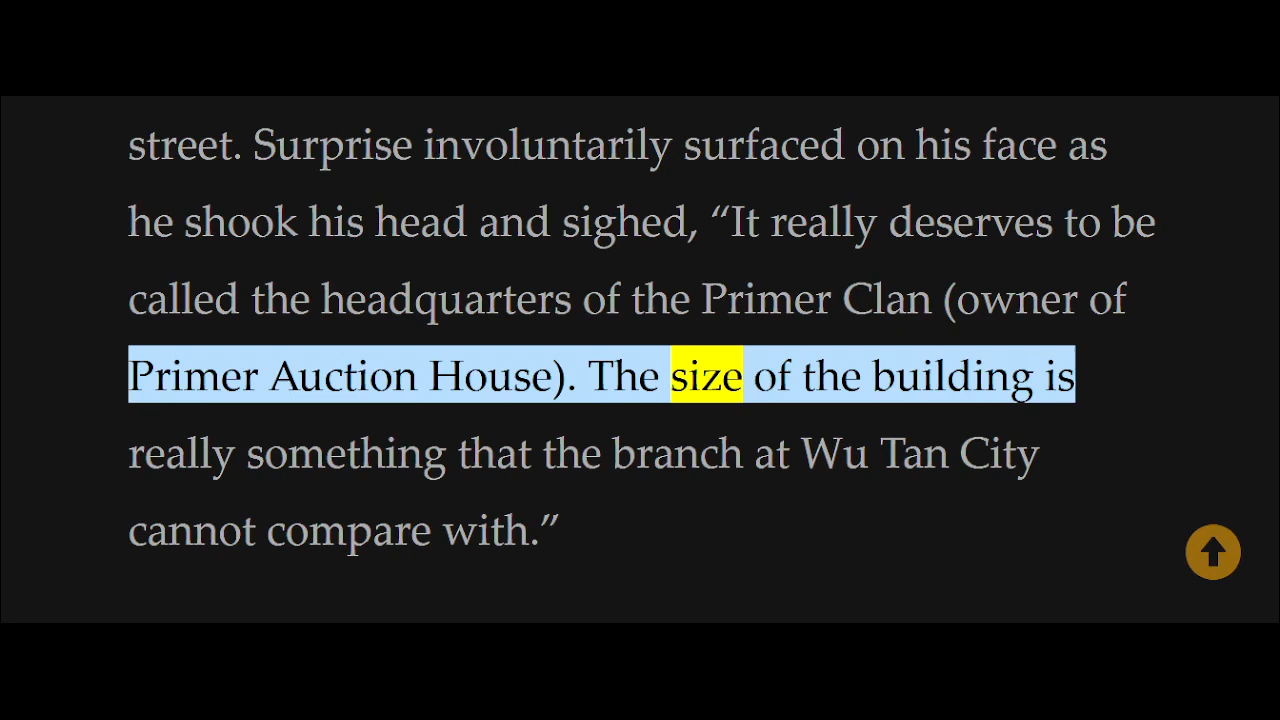 street. Surprise involuntarily surfaced on his face as
he shook his head and sighed, “It really deserves to be
called the headquarters of the Primer Clan (owner of
Primer Auction House). The size of the building is
really something that the branch at Wu Tan City
cannot compare with.”